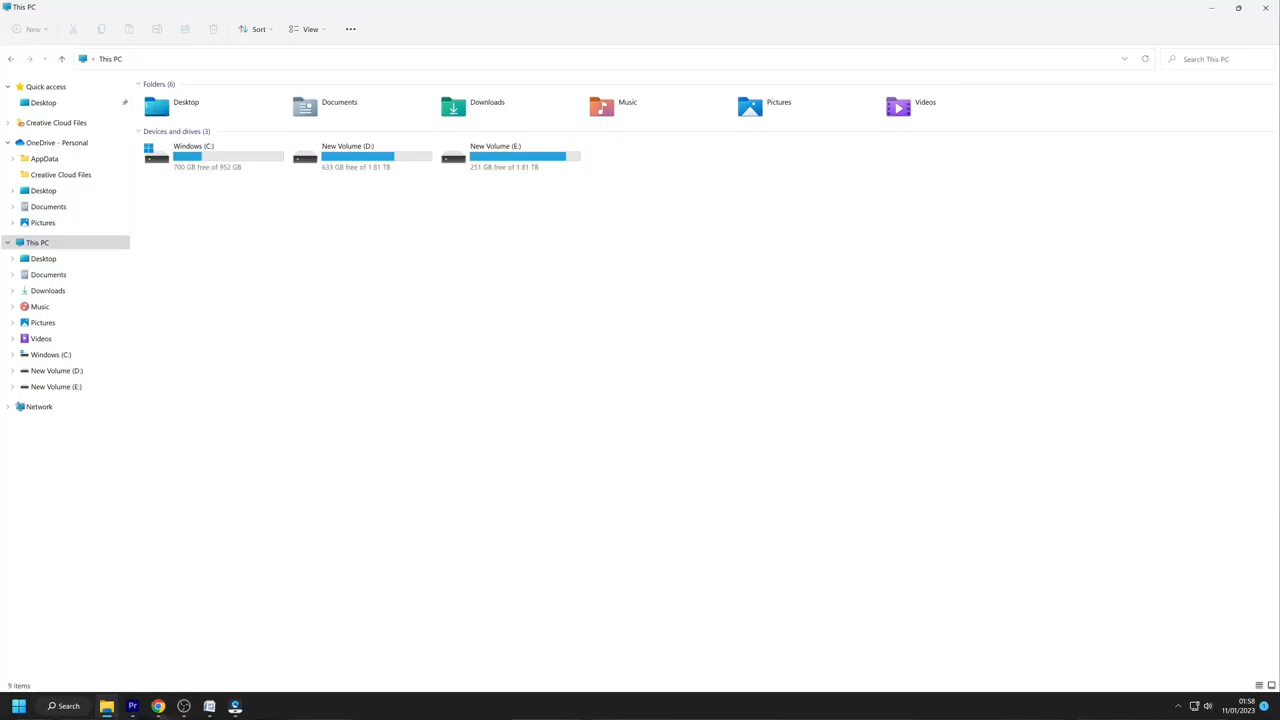 This PC
New
Sort
View
This PC
Search This PC
Quick access
Desktop
Creative Cloud Files
OneDrive - Personal
AppData
Creative Cloud Files
Desktop
Documents
Pictures
This PC
Desktop
Documents
Downloads
Music
Pictures
Videos
Windows (C:)
New Volume (D:)
New Volume (E:)
Network
Folders (6)
Desktop
Documents
Downloads
Music
Pictures
Videos
Devices and drives (3)
Windows (C:)
700 GB free of 952 GB
New Volume (D:)
633 GB free of 1.81 TB
New Volume (E:)
251 GB free of 1.81 TB
9 items
Search
Pr
01:58
11/01/2023
1